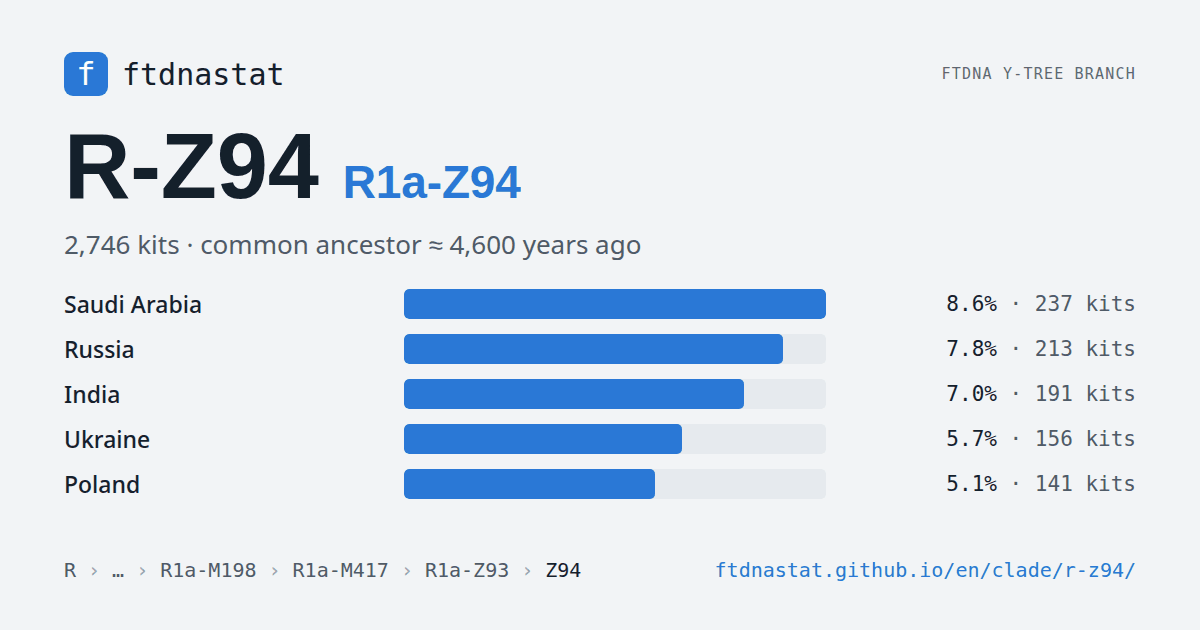 f ftdnastat
FTDNA Y-TREE BRANCH
R-Z94 R1a-Z94
2,746 kits · common ancestor ≈ 4,600 years ago
Saudi Arabia 8.6% · 237 kits
Russia 7.8% · 213 kits
India 7.0% · 191 kits
Ukraine 5.7% · 156 kits
Poland 5.1% · 141 kits
R › … › R1a-M198 › R1a-M417 › R1a-Z93 › Z94
ftdnastat.github.io/en/clade/r-z94/